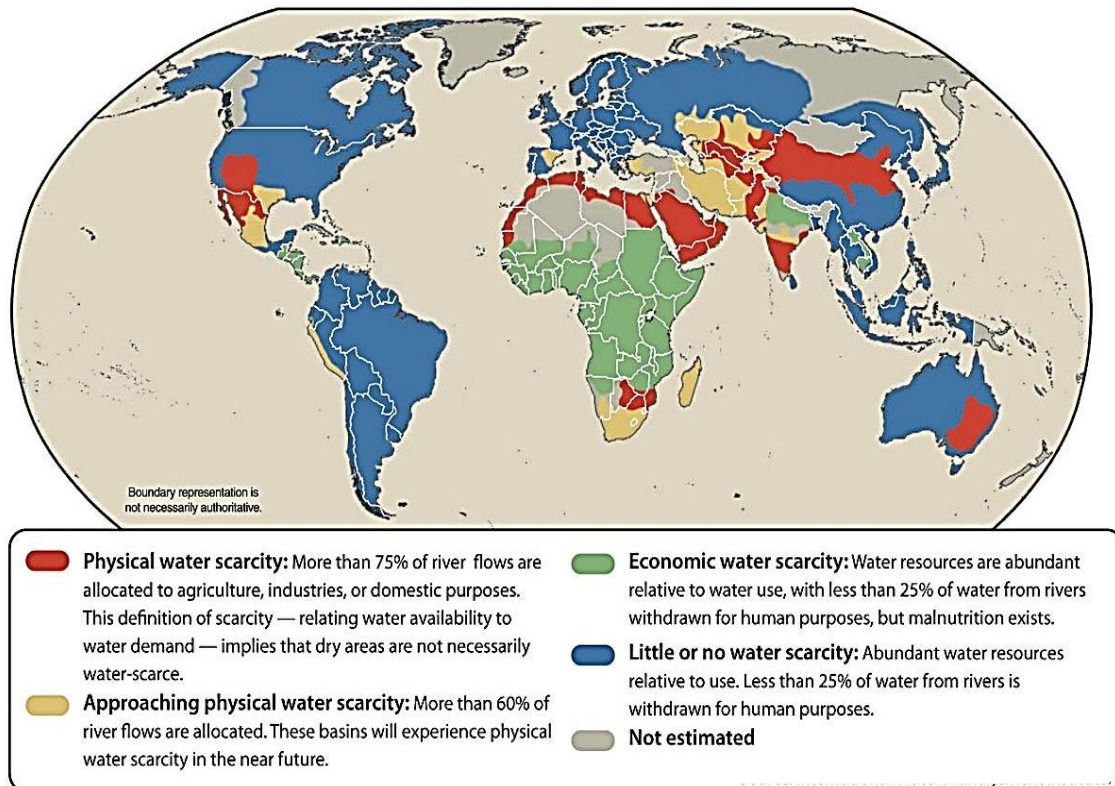 Boundary representation is
not necessarily authoritative.
Physical water scarcity: More than 75% of river flows are
allocated to agriculture, industries, or domestic purposes.
This definition of scarcity — relating water availability to
water demand — implies that dry areas are not necessarily
water-scarce.
Approaching physical water scarcity: More than 60% of
river flows are allocated. These basins will experience physical
water scarcity in the near future.
Economic water scarcity: Water resources are abundant
relative to water use, with less than 25% of water from rivers
withdrawn for human purposes, but malnutrition exists.
Little or no water scarcity: Abundant water resources
relative to use. Less than 25% of water from rivers is
withdrawn for human purposes.
Not estimated